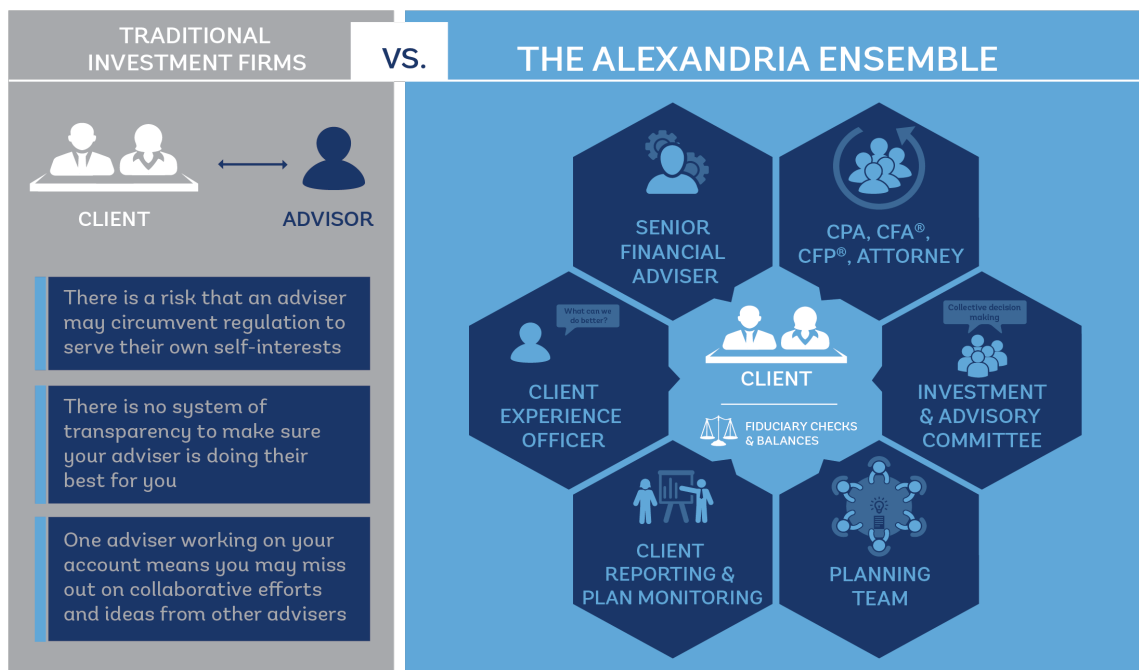 TRADITIONAL
INVESTMENT FIRMS
VS.
THE ALEXANDRIA ENSEMBLE
CLIENT
ADVISOR
There is a risk that an adviser
may circumvent regulation to
serve their own self-interests
There is no system of
transparency to make sure
your adviser is doing their
best for you
One adviser working on your
account means you may miss
out on collaborative efforts
and ideas from other advisers
SENIOR
FINANCIAL
ADVISER
CPA, CFA®,
CFP®, ATTORNEY
What can we
do better?
CLIENT
EXPERIENCE
OFFICER
CLIENT
FIDUCIARY CHECKS
& BALANCES
Collective decision
making
INVESTMENT
& ADVISORY
COMMITTEE
CLIENT
REPORTING &
PLAN MONITORING
PLANNING
TEAM